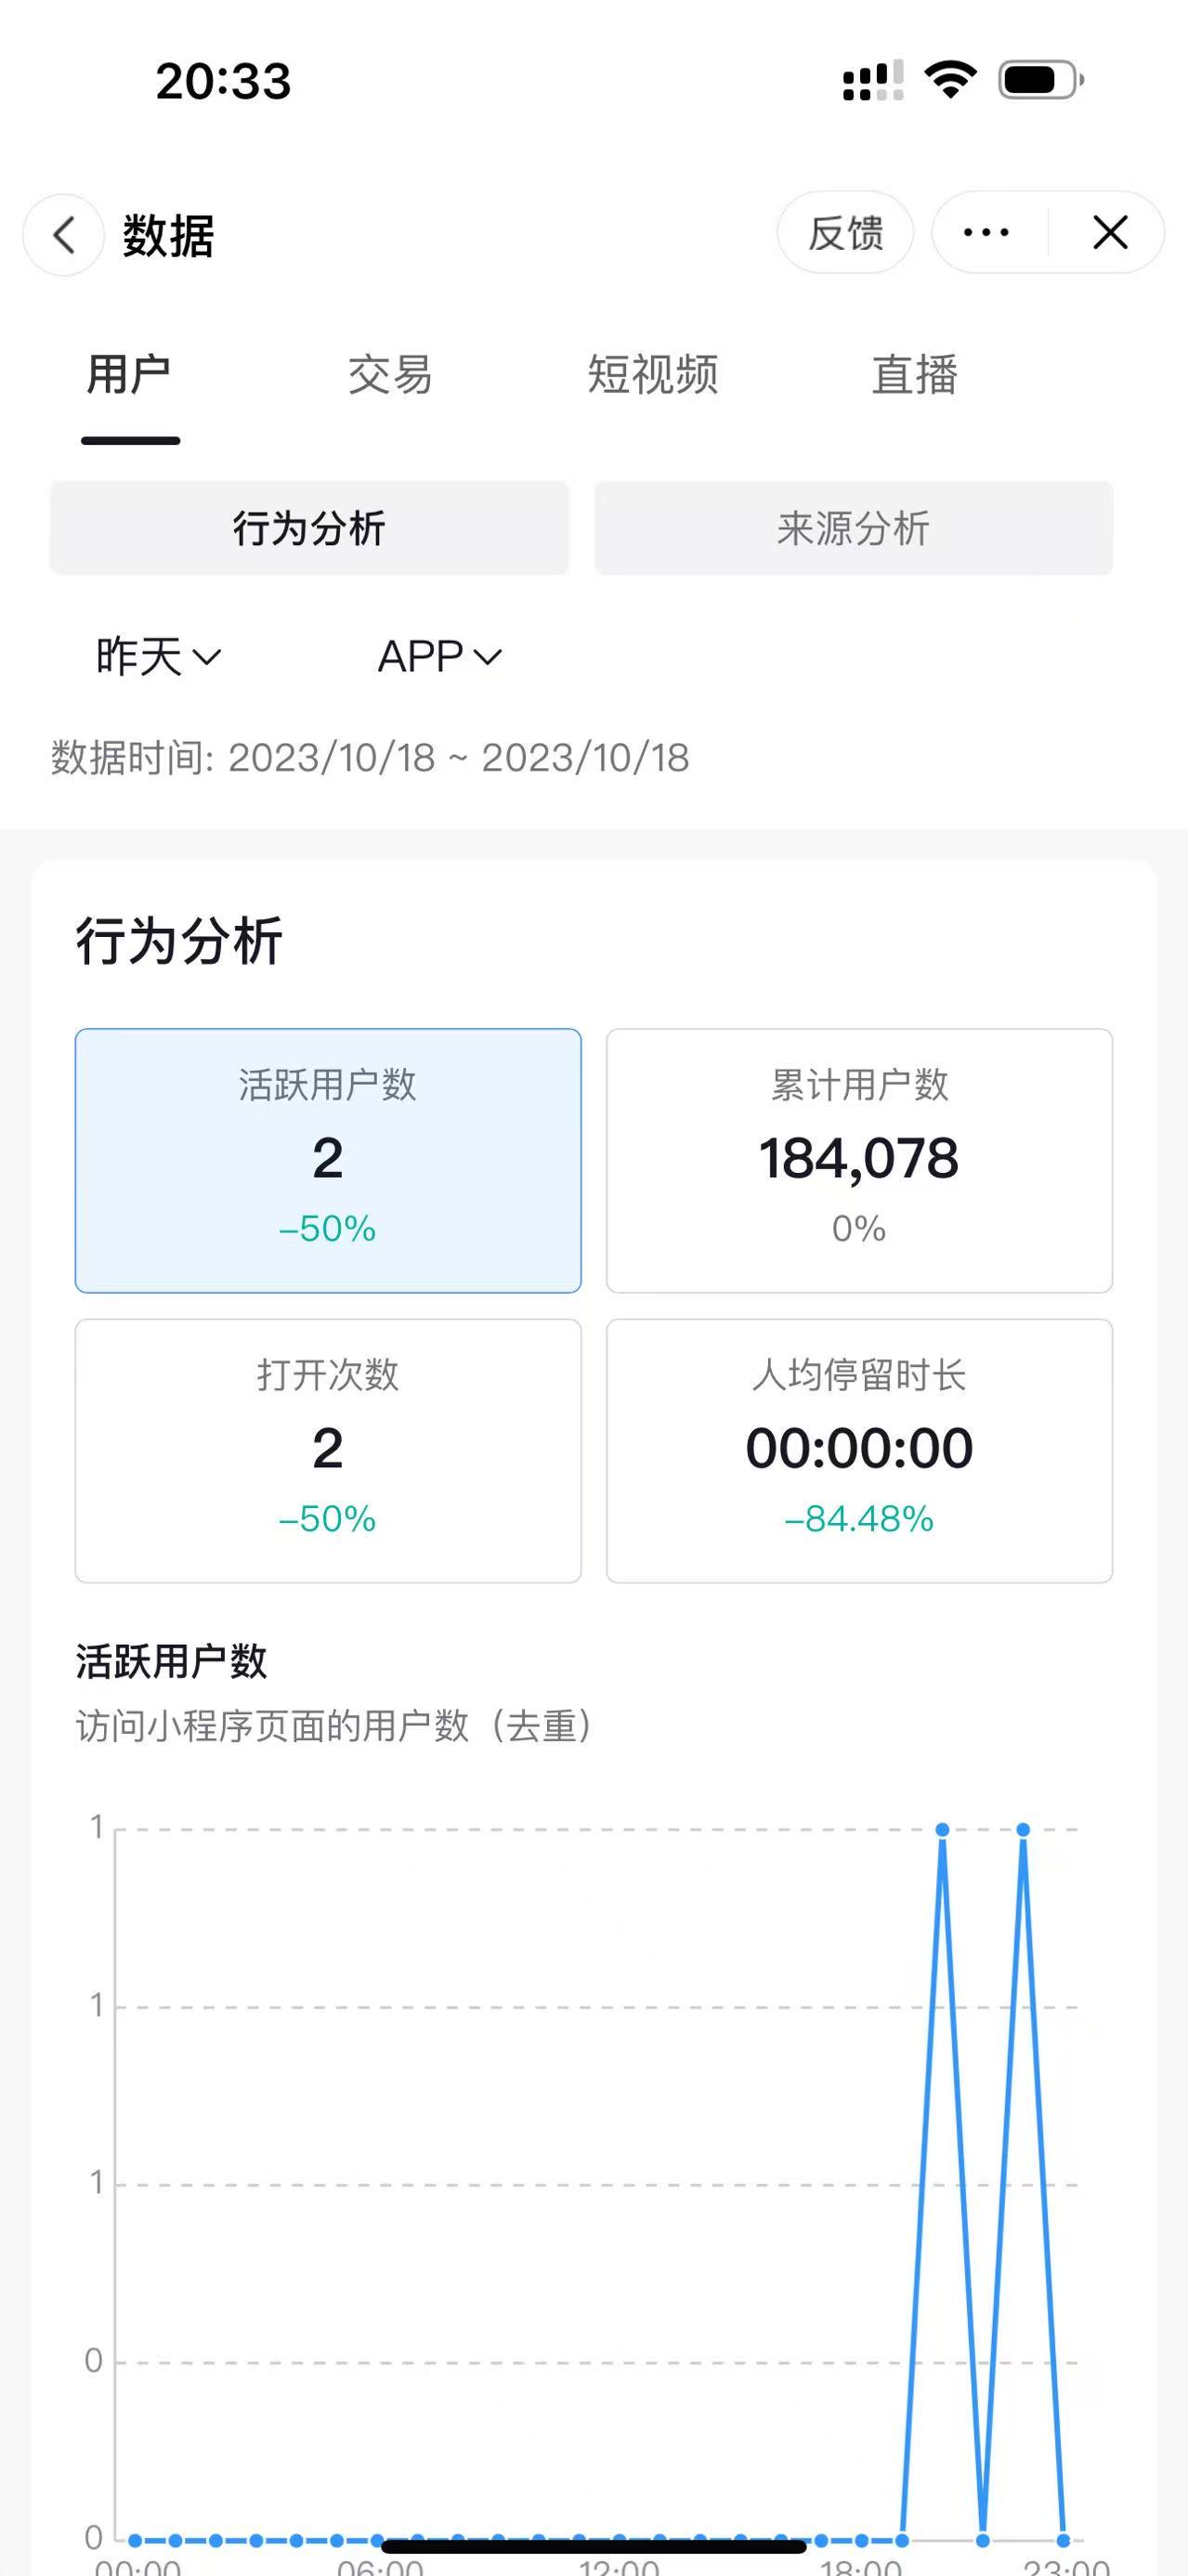 20:33
数据
反馈
用户 交易 短视频 直播
行为分析 来源分析
昨天 APP
数据时间: 2023/10/18 ~ 2023/10/18
行为分析
活跃用户数 累计用户数
2 184,078
-50% 0%
打开次数 人均停留时长
2 00:00:00
-50% -84.48%
活跃用户数
访问小程序页面的用户数（去重）
1
1
1
0
0
00:00 06:00 12:00 18:00 23:00